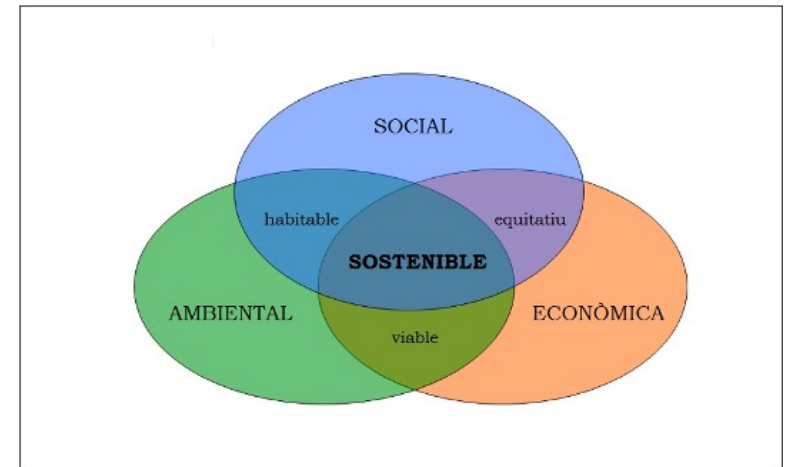 SOCIAL
habitable
equitatiu
SOSTENIBLE
AMBIENTAL
ECONÒMICA
viable